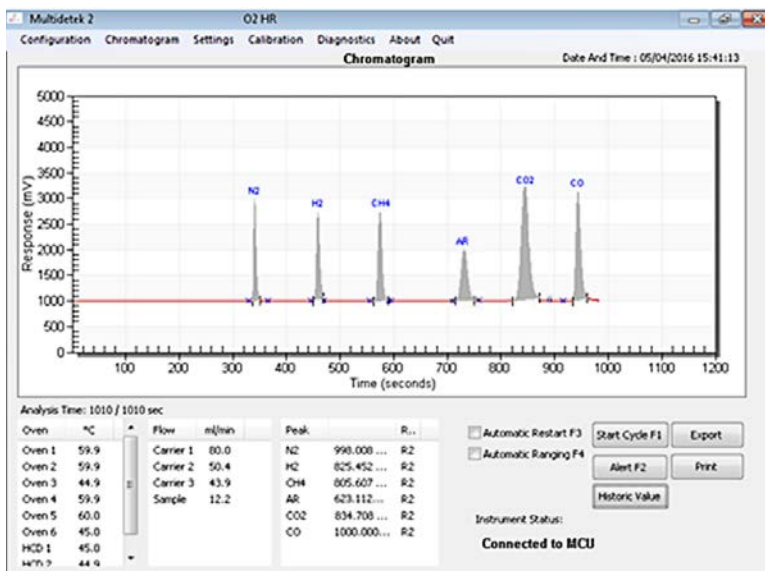 Multidetek 2 O2 HR
Configuration Chromatogram Settings Calibration Diagnostics About Quit
Chromatogram Date And Time : 05/04/2016 15:41:13
5000
4500
4000
3500
3000
2500
2000
1500
1000
500
0
Response (mV)
N2
H2
CH4
AR
CO2
CO
100 200 300 400 500 600 700 800 900 1000 1100 1200
Time (seconds)
Analysis Time: 1010 / 1010 sec
Oven °C
Oven 1 59.9
Oven 2 59.9
Oven 3 44.9
Oven 4 59.9
Oven 5 60.0
Oven 6 45.0
HCD 1 45.0
HCD 2 44.9
Flow ml/min
Carrier 1 80.0
Carrier 2 50.4
Carrier 3 43.9
Sample 12.2
Peak R...
N2 998.008 ... R2
H2 825.452 ... R2
CH4 805.607 ... R2
AR 623.112... R2
CO2 834.708 ... R2
CO 1000.000... R2
Automatic Restart F3
Automatic Ranging F4
Start Cycle F1
Export
Alert F2
Print
Historic Value
Instrument Status:
Connected to MCU